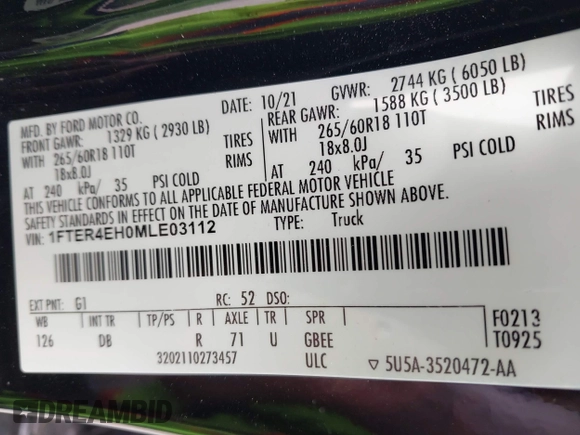 MFD. BY FORD MOTOR CO.
DATE: 10/21
GVWR: 2744 KG ( 6050 LB)
FRONT GAWR: 1329 KG ( 2930 LB)
REAR GAWR: 1588 KG ( 3500 LB)
WITH 265/60R18 110T TIRES
WITH 265/60R18 110T TIRES
18x8.0J RIMS
18x8.0J RIMS
AT 240 kPa/ 35 PSI COLD
AT 240 kPa/ 35 PSI COLD
THIS VEHICLE CONFORMS TO ALL APPLICABLE FEDERAL MOTOR VEHICLE
SAFETY STANDARDS IN EFFECT ON THE DATE OF MANUFACTURE SHOWN ABOVE.
VIN: 1FTER4EH0MLE03112
TYPE: Truck
EXT PNT: G1 RC: 52 DSO:
WB INT TR TP/PS R AXLE TR SPR
126 DB R 71 U GBEE
F0213
T0925
3202110273457 ULC ▽ 5U5A-3520472-AA
DREAMBID